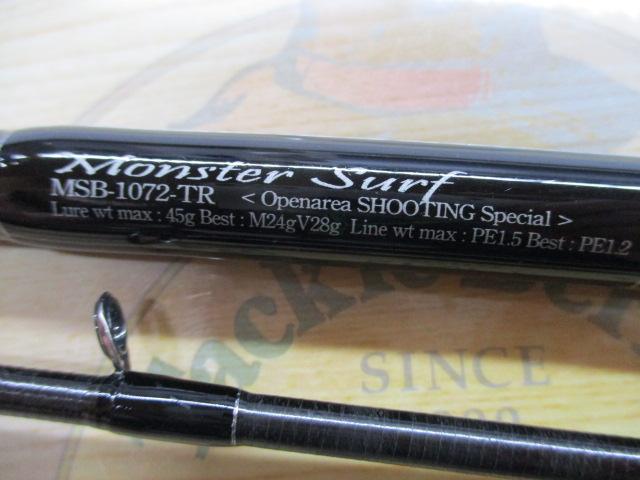 Monster Surf
MSB-1072-TR < Openarea SHOOTING Special >
Lure wt max : 45g Best : M24gV28g Line wt max : PE1.5 Best : PE1.2
SINCE